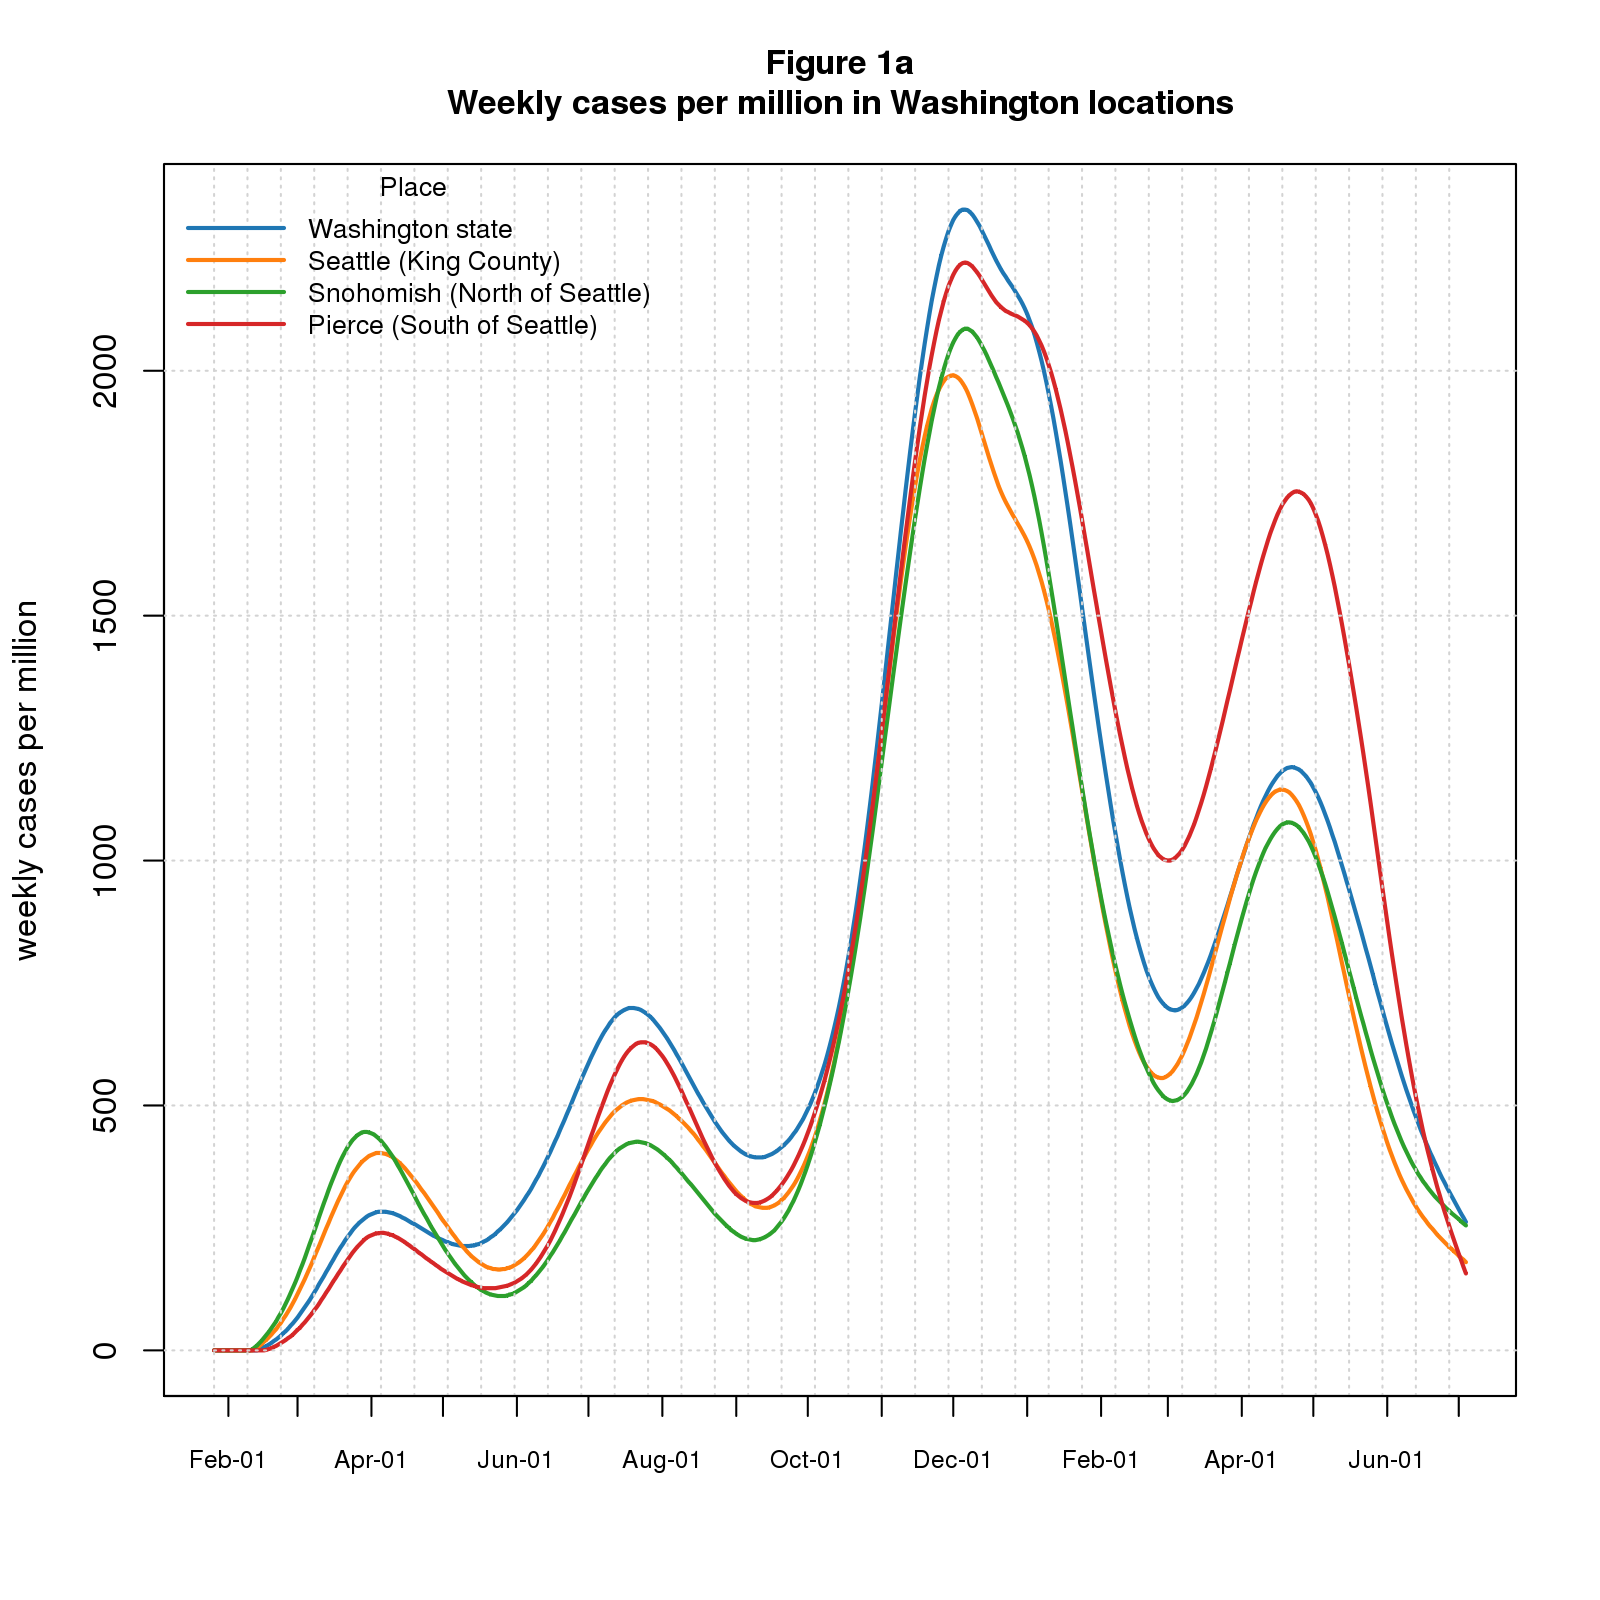 Figure 1a
Weekly cases per million in Washington locations
Place
Washington state
Seattle (King County)
Snohomish (North of Seattle)
Pierce (South of Seattle)
weekly cases per million
2000
1500
1000
500
0
Feb-01 Apr-01 Jun-01 Aug-01 Oct-01 Dec-01 Feb-01 Apr-01 Jun-01